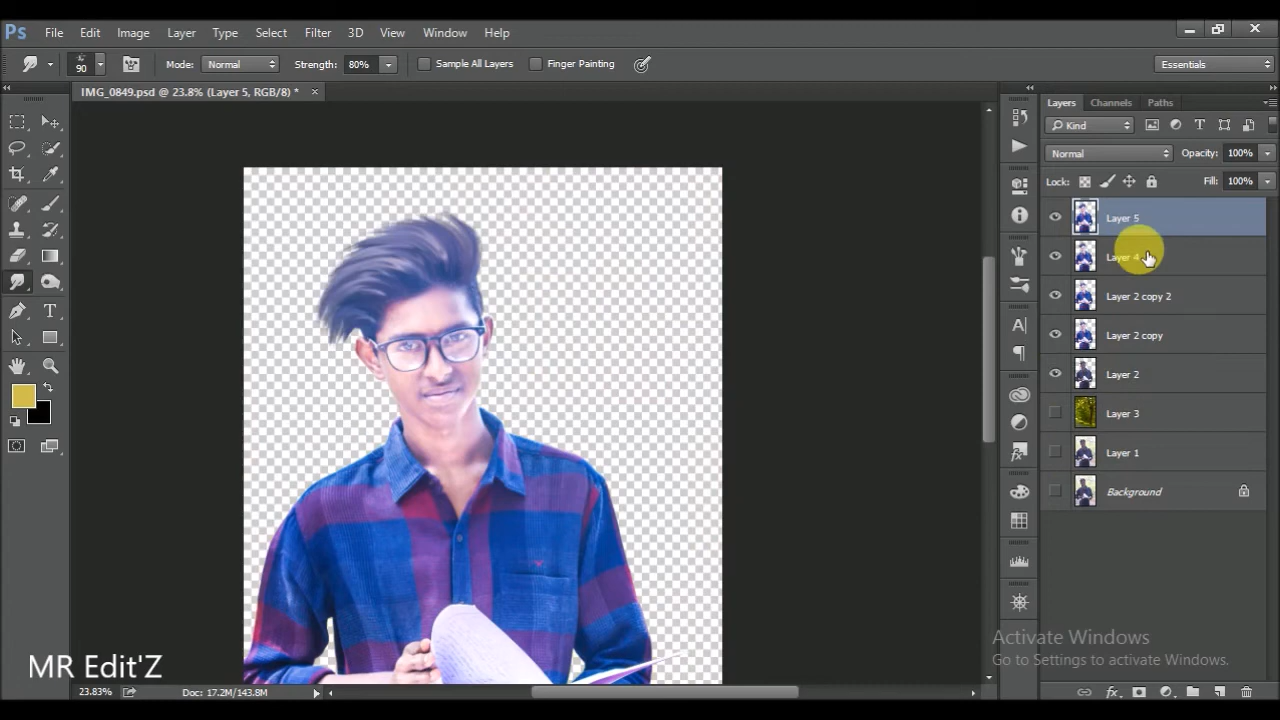 Ps File Edit Image Layer Type Select Filter 3D View Window Help
90 Mode: Normal Strength: 80% Sample All Layers Finger Painting Essentials
IMG_0849.psd @ 23.8% (Layer 5, RGB/8) * ×
Layers Channels Paths
Kind
Normal Opacity: 100%
Lock: Fill: 100%
Layer 5
Layer 4
Layer 2 copy 2
Layer 2 copy
Layer 2
Layer 3
Layer 1
Background
Activate Windows
Go to Settings to activate Windows.
MR Edit'Z
23.83% Doc: 17.2M/143.8M